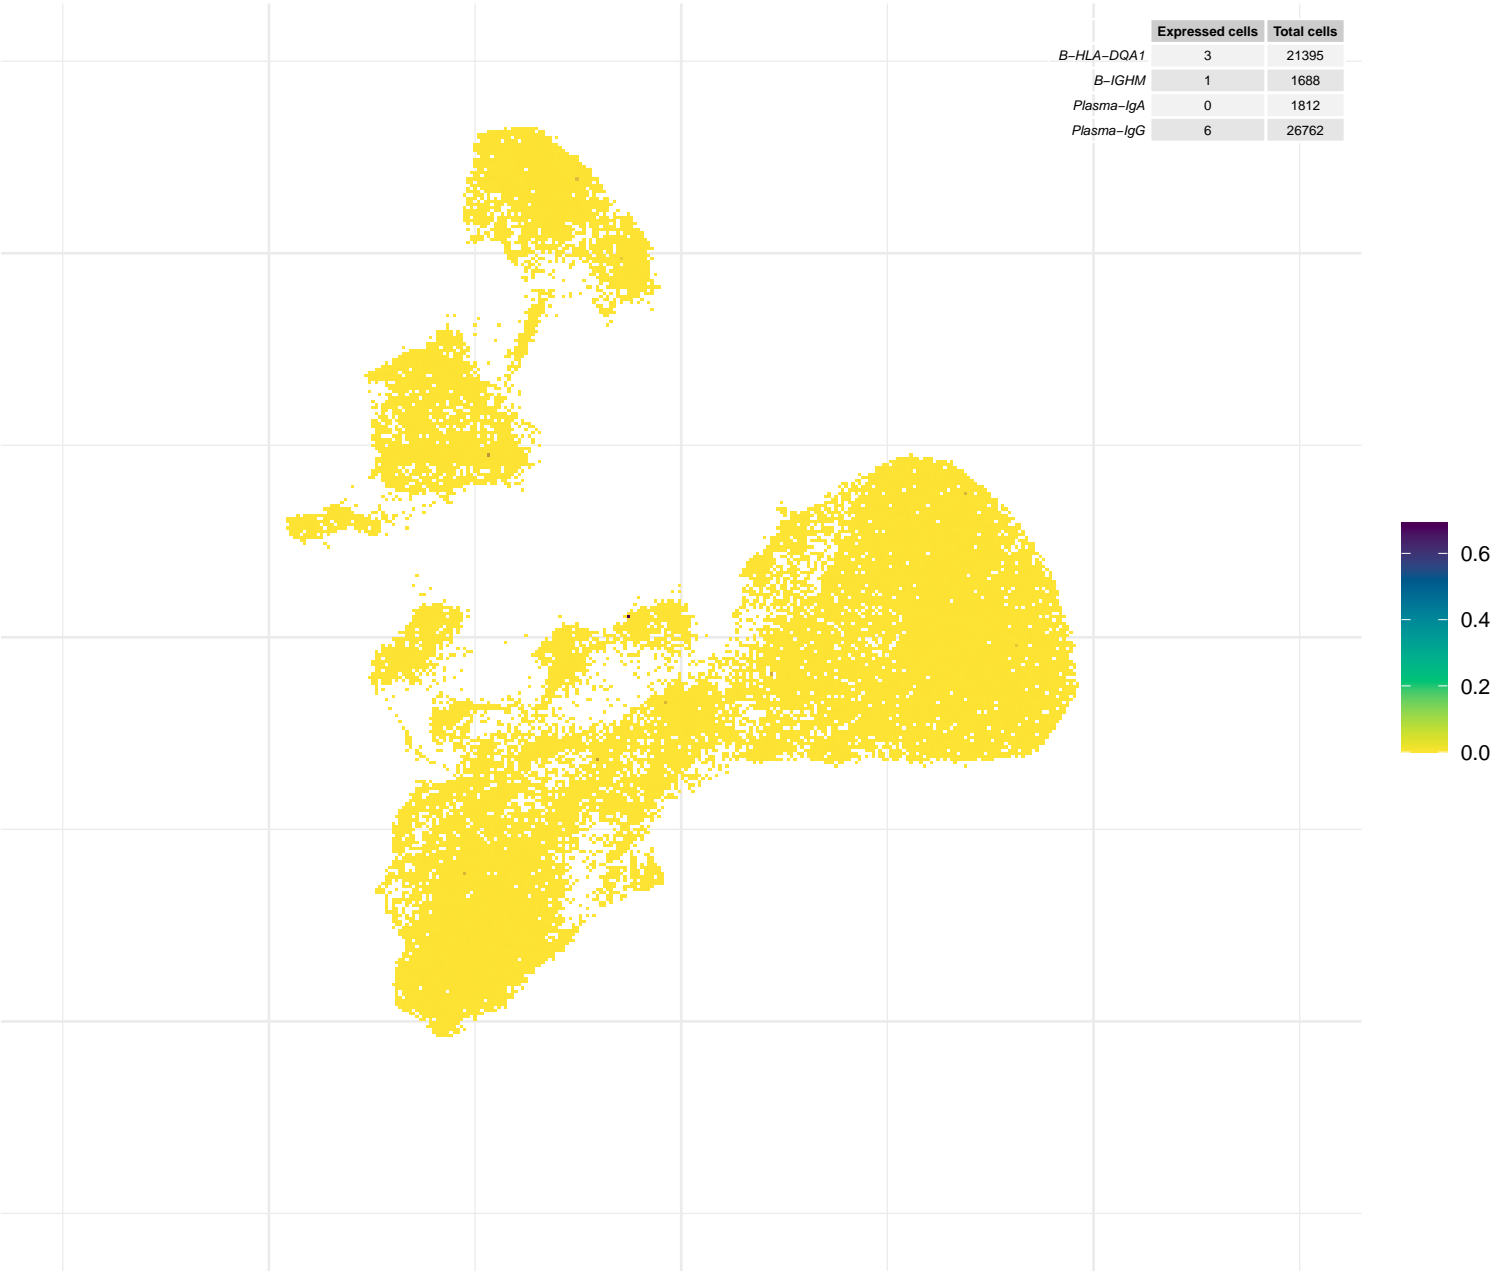 Expressed cells Total cells
B−HLA−DQA1 3 21395
B−IGHM 1 1688
Plasma−IgA 0 1812
Plasma−IgG 6 26762
0.6
0.4
0.2
0.0